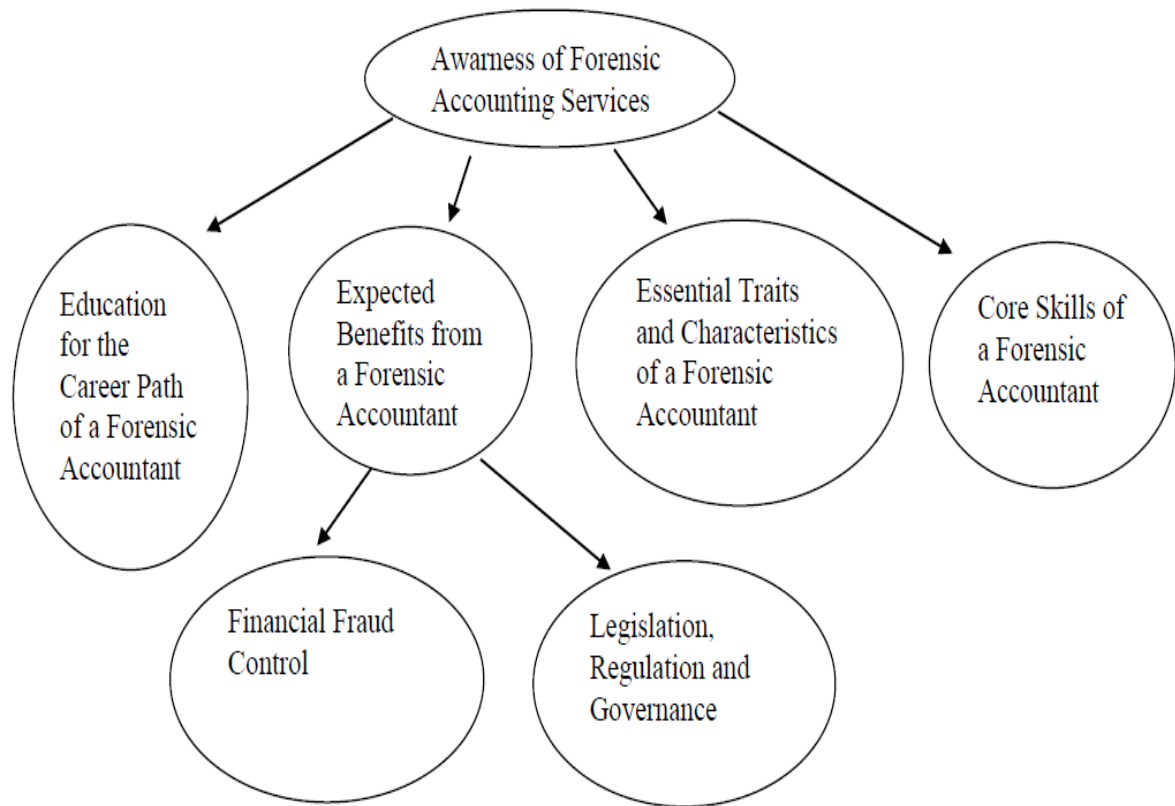 Awarness of Forensic
Accounting Services
Education
for the
Career Path
of a Forensic
Accountant
Expected
Benefits from
a Forensic
Accountant
Essential Traits
and Characteristics
of a Forensic
Accountant
Core Skills of
a Forensic
Accountant
Financial Fraud
Control
Legislation,
Regulation and
Governance